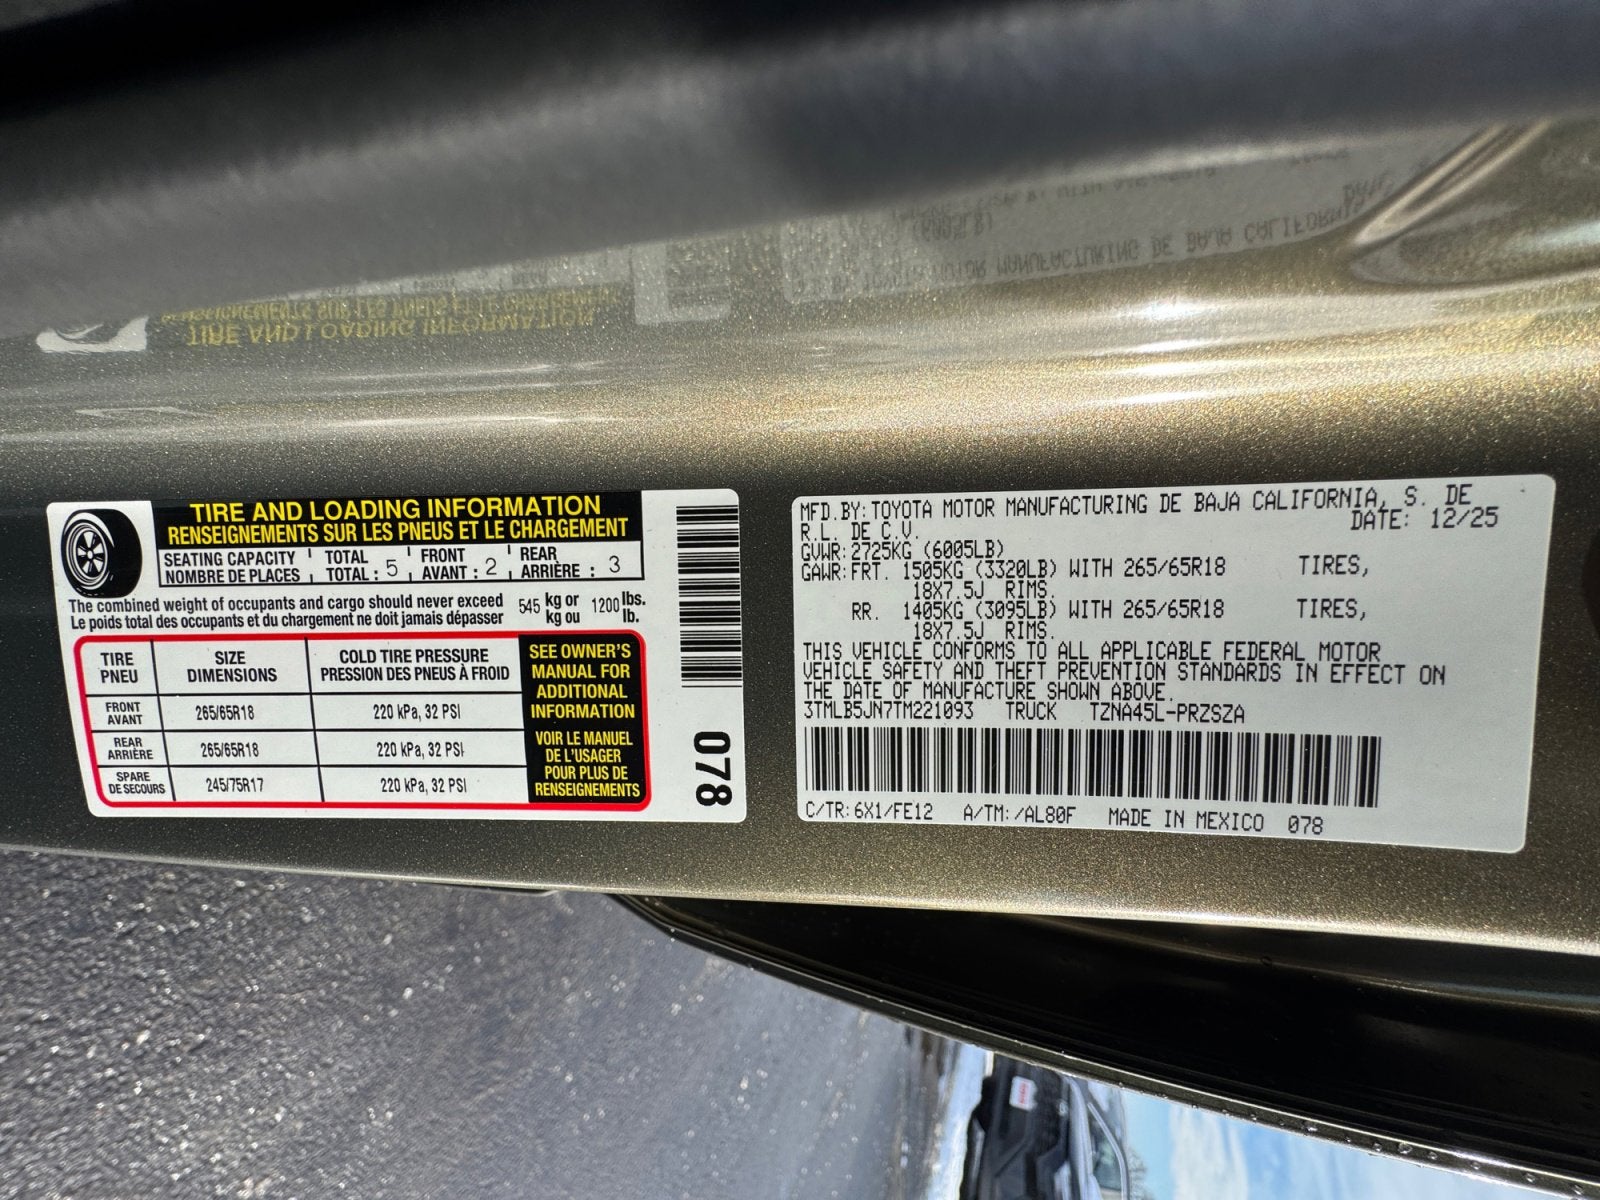 TIRE AND LOADING INFORMATION
RENSEIGNEMENTS SUR LES PNEUS ET LE CHARGEMENT
SEATING CAPACITY TOTAL FRONT REAR
NOMBRE DE PLACES TOTAL : 5 AVANT : 2 ARRIÈRE : 3
The combined weight of occupants and cargo should never exceed 545 kg or 1200 lbs.
Le poids total des occupants et du chargement ne doit jamais dépasser kg ou lb.
TIRE SIZE COLD TIRE PRESSURE
PNEU DIMENSIONS PRESSION DES PNEUS À FROID
FRONT
AVANT 265/65R18 220 kPa, 32 PSI
REAR
ARRIÈRE 265/65R18 220 kPa, 32 PSI
SPARE
DE SECOURS 245/75R17 220 kPa, 32 PSI
SEE OWNER'S
MANUAL FOR
ADDITIONAL
INFORMATION
VOIR LE MANUEL
DE L'USAGER
POUR PLUS DE
RENSEIGNEMENTS
078
MFD.BY: TOYOTA MOTOR MANUFACTURING DE BAJA CALIFORNIA, S. DE
R.L. DE C.V. DATE: 12/25
GVWR: 2725KG (6005LB)
GAWR: FRT. 1505KG (3320LB) WITH 265/65R18 TIRES,
18X7.5J RIMS.
RR. 1405KG (3095LB) WITH 265/65R18 TIRES,
18X7.5J RIMS.
THIS VEHICLE CONFORMS TO ALL APPLICABLE FEDERAL MOTOR
VEHICLE SAFETY AND THEFT PREVENTION STANDARDS IN EFFECT ON
THE DATE OF MANUFACTURE SHOWN ABOVE.
3TMLB5JN7TM221093 TRUCK TZNA45L-PRZSZA
C/TR: 6X1/FE12 A/TM: /AL80F MADE IN MEXICO 078